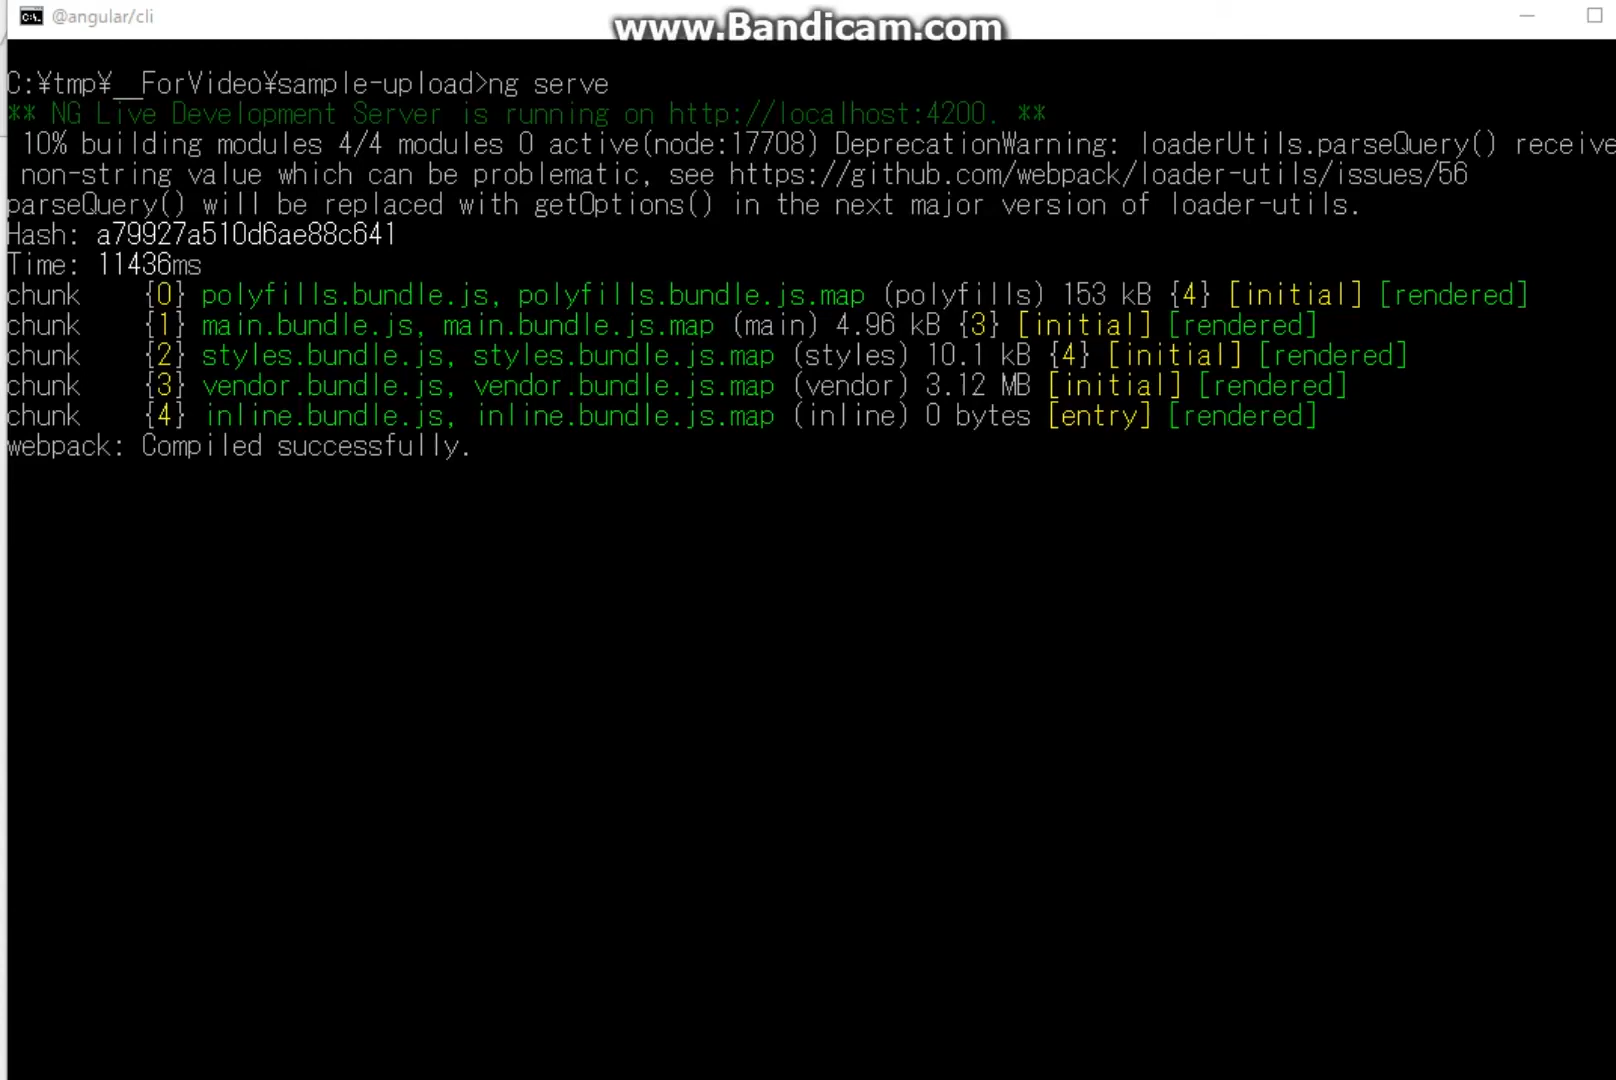 @angular/cli
www.Bandicam.com
C:¥tmp¥__ForVideo¥sample-upload>ng serve
** NG Live Development Server is running on http://localhost:4200. **
10% building modules 4/4 modules 0 active(node:17708) DeprecationWarning: loaderUtils.parseQuery() receive
non-string value which can be problematic, see https://github.com/webpack/loader-utils/issues/56
parseQuery() will be replaced with getOptions() in the next major version of loader-utils.
Hash: a79927a510d6ae88c641
Time: 11436ms
chunk {0} polyfills.bundle.js, polyfills.bundle.js.map (polyfills) 153 kB {4} [initial] [rendered]
chunk {1} main.bundle.js, main.bundle.js.map (main) 4.96 kB {3} [initial] [rendered]
chunk {2} styles.bundle.js, styles.bundle.js.map (styles) 10.1 kB {4} [initial] [rendered]
chunk {3} vendor.bundle.js, vendor.bundle.js.map (vendor) 3.12 MB [initial] [rendered]
chunk {4} inline.bundle.js, inline.bundle.js.map (inline) 0 bytes [entry] [rendered]
webpack: Compiled successfully.